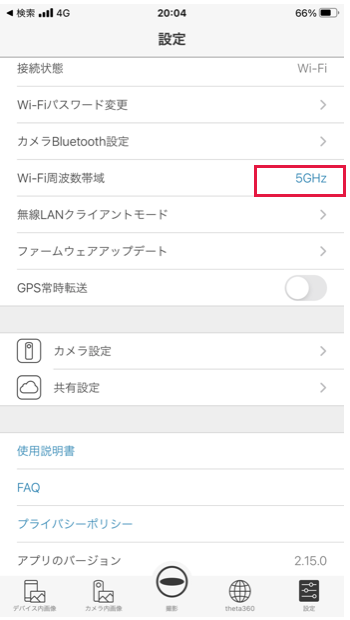 ◀ 検索 4G 20:04 66%
設定
接続状態 Wi-Fi
Wi-Fiパスワード変更
カメラBluetooth設定
Wi-Fi周波数帯域 5GHz
無線LANクライアントモード
ファームウェアアップデート
GPS常時転送
カメラ設定
共有設定
使用説明書
FAQ
プライバシーポリシー
アプリのバージョン 2.15.0
デバイス内画像 カメラ内画像 撮影 theta360 設定